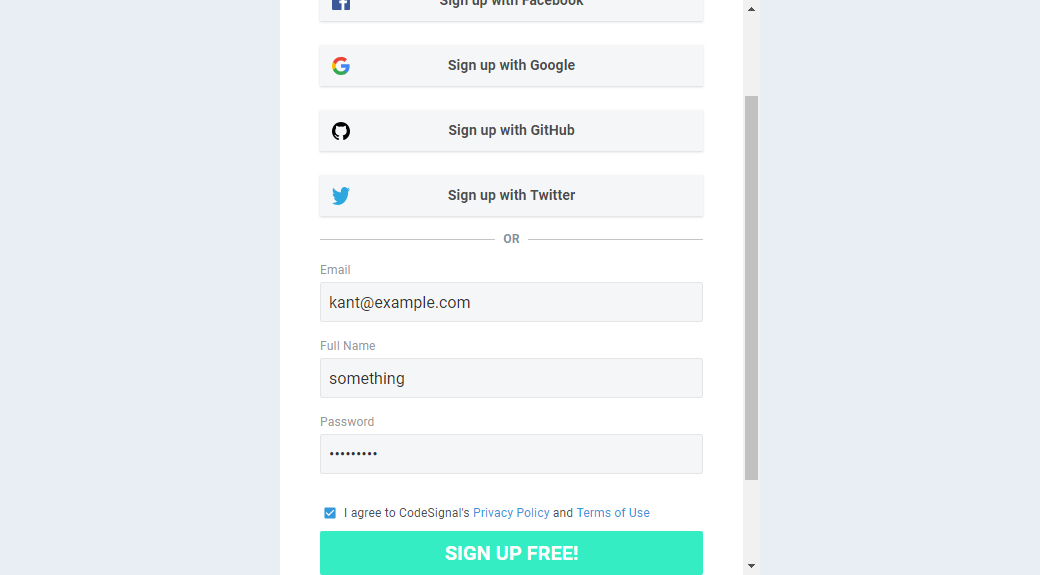 Sign up with Facebook
Sign up with Google
Sign up with GitHub
Sign up with Twitter
OR
Email
kant@example.com
Full Name
something
Password
•••••••••
I agree to CodeSignal's Privacy Policy and Terms of Use
SIGN UP FREE!